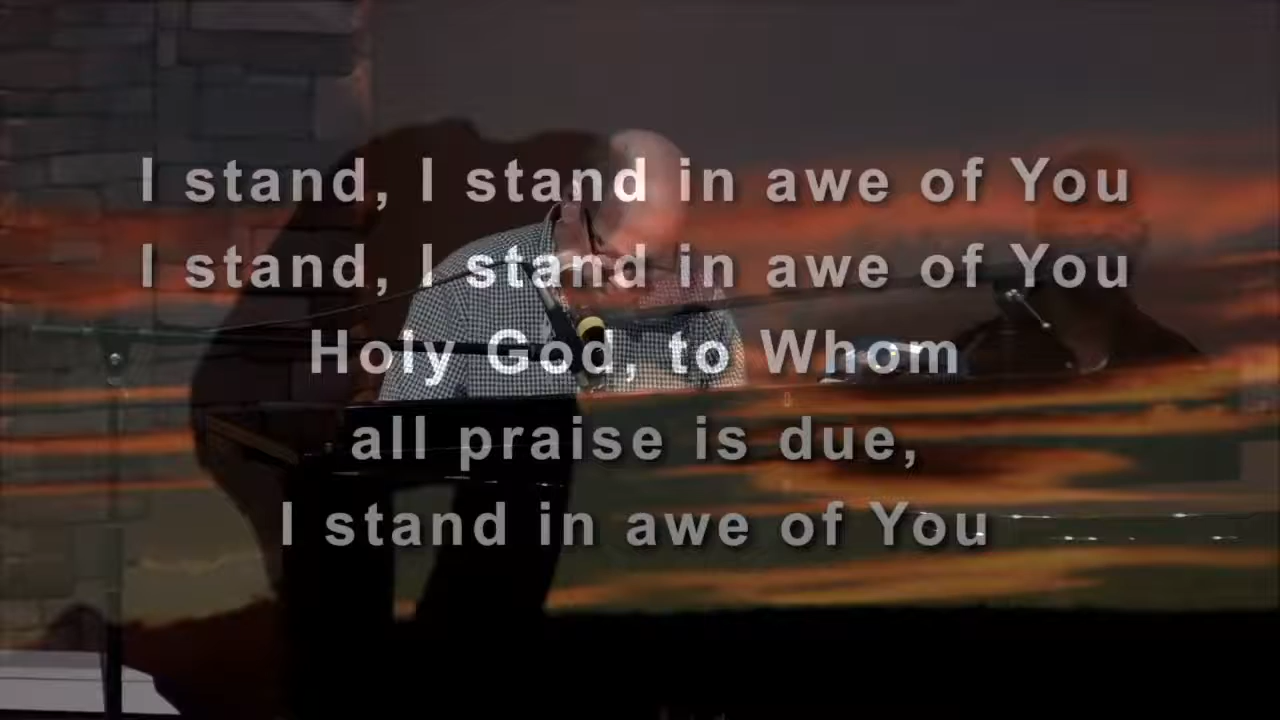 I stand, I stand in awe of You
I stand, I stand in awe of You
Holy God, to Whom
all praise is due,
I stand in awe of You